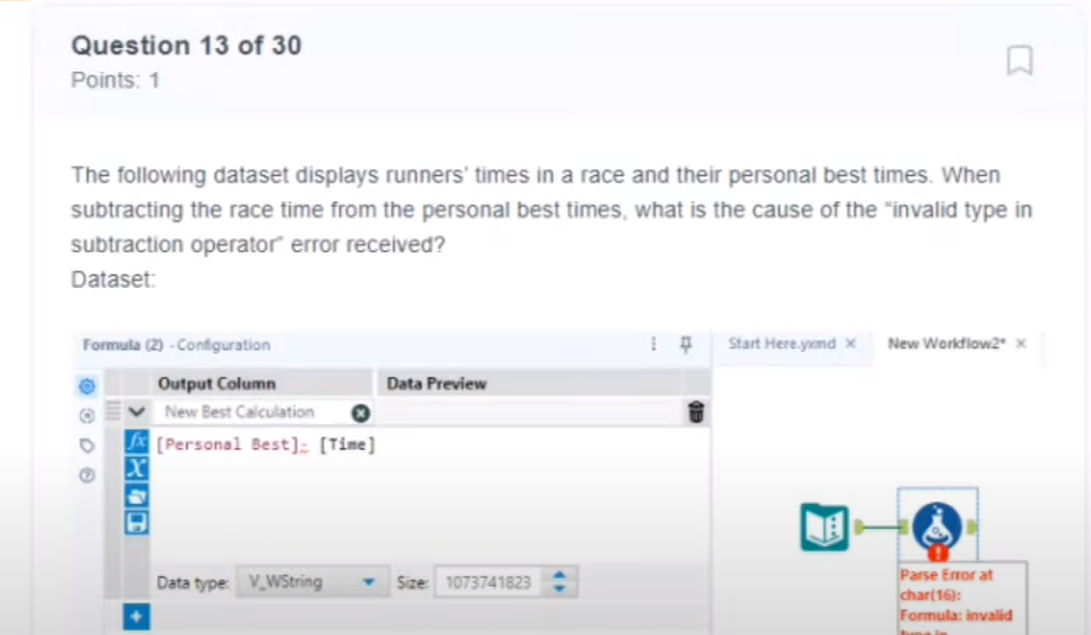 Question 13 of 30
Points: 1
The following dataset displays runners' times in a race and their personal best times. When
subtracting the race time from the personal best times, what is the cause of the "invalid type in
subtraction operator" error received?
Dataset:
Formula (2) - Configuration
Start Here.yxmd ×
New Workflow2* ×
Output Column
Data Preview
New Best Calculation
[Personal Best]- [Time]
Data type: V_WString
Size: 1073741823
Parse Error at
char(16):
Formula: invalid
type in